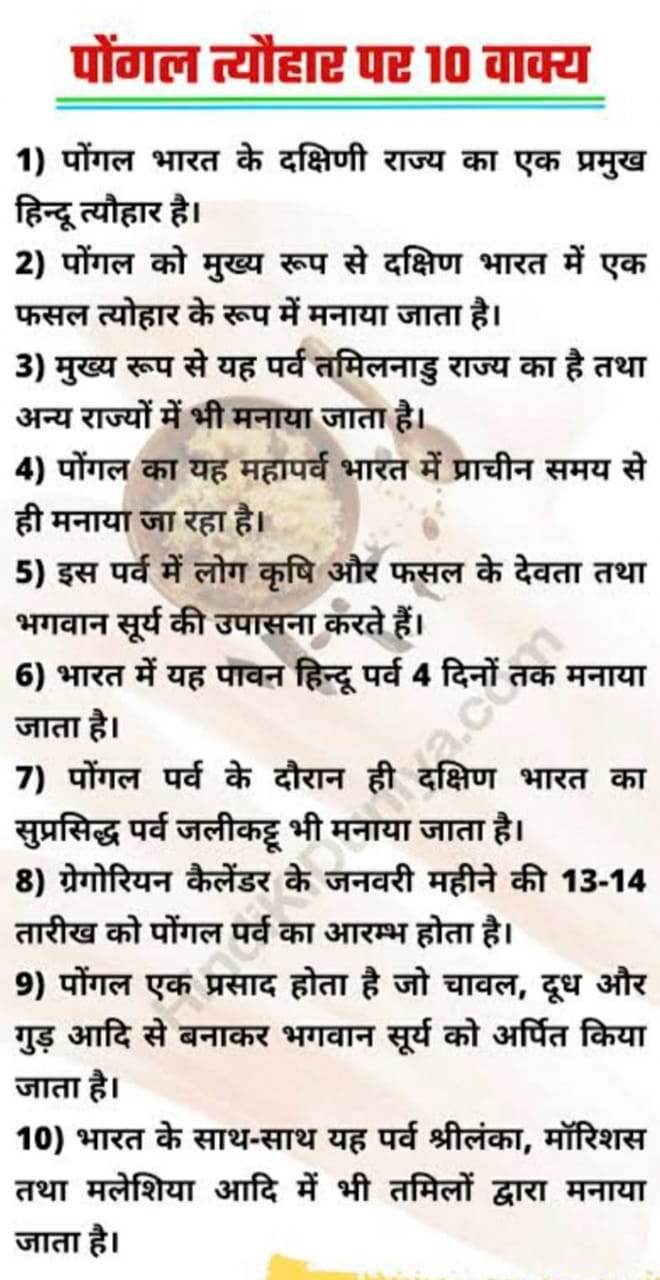 पोंगल त्यौहार पर 10 वाक्य
1) पोंगल भारत के दक्षिणी राज्य का एक प्रमुख
हिन्दू त्यौहार है।
2) पोंगल को मुख्य रूप से दक्षिण भारत में एक
फसल त्योहार के रूप में मनाया जाता है।
3) मुख्य रूप से यह पर्व तमिलनाडु राज्य का है तथा
अन्य राज्यों में भी मनाया जाता है।
4) पोंगल का यह महापर्व भारत में प्राचीन समय से
ही मनाया जा रहा है।
5) इस पर्व में लोग कृषि और फसल के देवता तथा
भगवान सूर्य की उपासना करते हैं।
6) भारत में यह पावन हिन्दू पर्व 4 दिनों तक मनाया
जाता है।
7) पोंगल पर्व के दौरान ही दक्षिण भारत का
सुप्रसिद्ध पर्व जलीकट्टू भी मनाया जाता है।
8) ग्रेगोरियन कैलेंडर के जनवरी महीने की 13-14
तारीख को पोंगल पर्व का आरम्भ होता है।
9) पोंगल एक प्रसाद होता है जो चावल, दूध और
गुड़ आदि से बनाकर भगवान सूर्य को अर्पित किया
जाता है।
10) भारत के साथ-साथ यह पर्व श्रीलंका, मॉरिशस
तथा मलेशिया आदि में भी तमिलों द्वारा मनाया
जाता है।
HindiKiDuniya.com